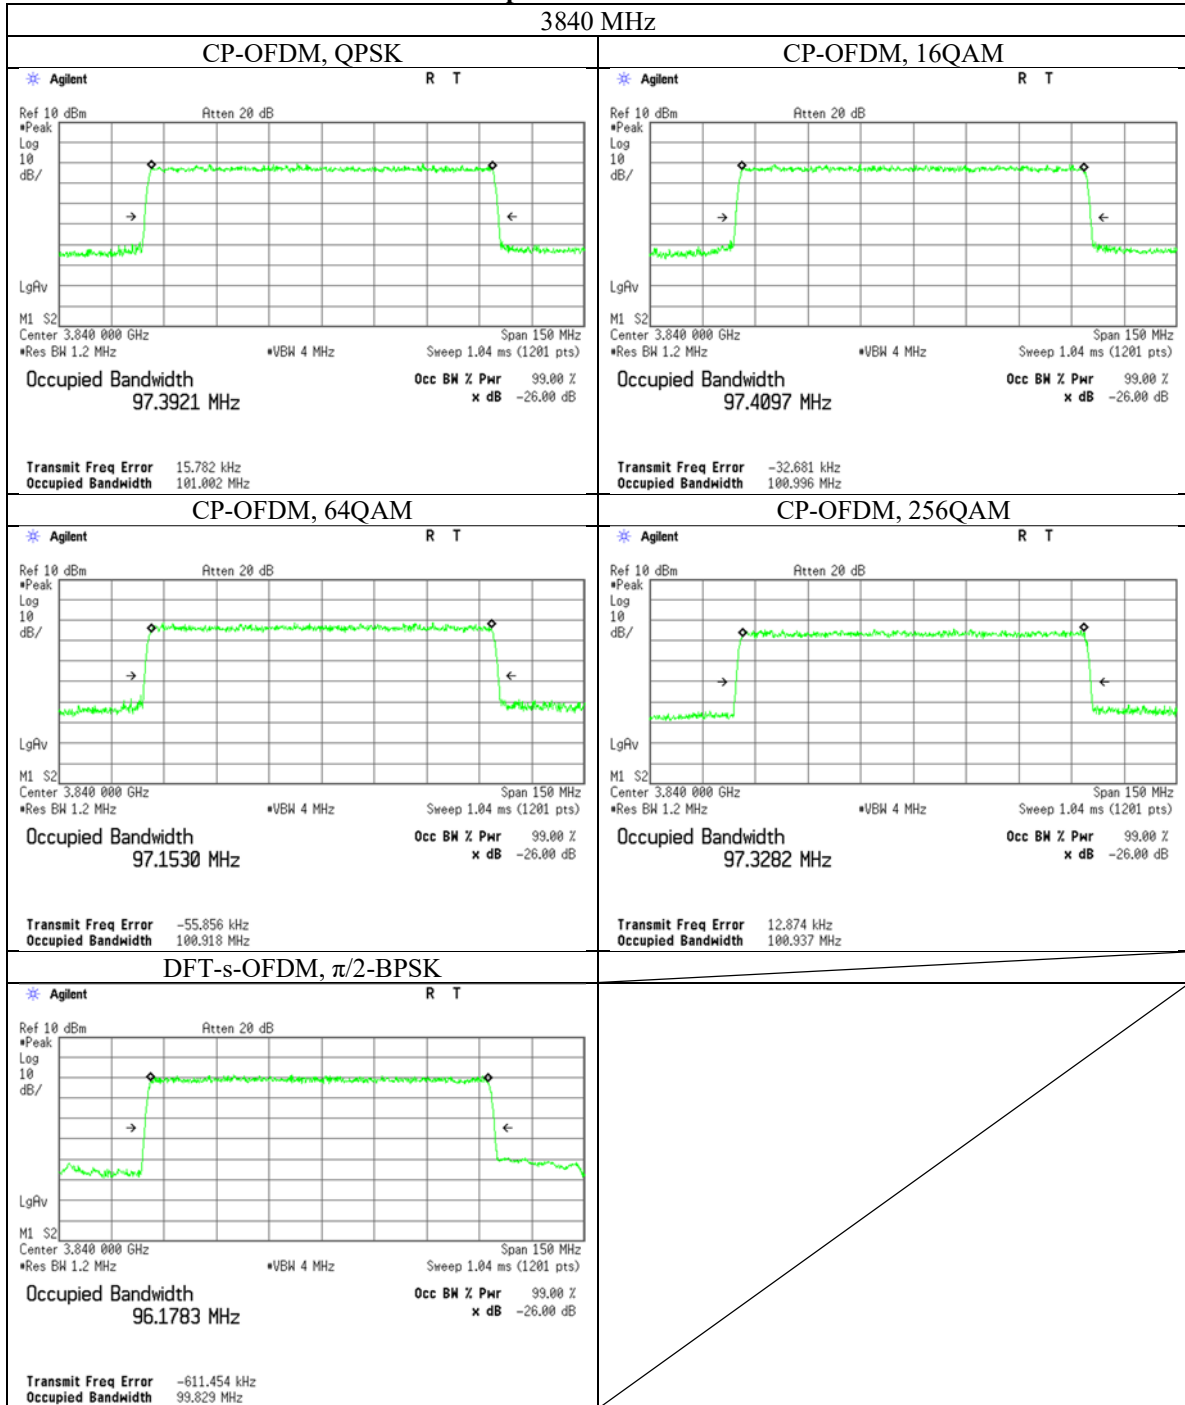 3840 MHz
CP-OFDM, QPSK
Agilent
R T
Ref 10 dBm Atten 20 dB
#Peak
Log
10
dB/
LgAv
M1 S2
Center 3.840 000 GHz Span 150 MHz
#Res BW 1.2 MHz #VBW 4 MHz Sweep 1.04 ms (1201 pts)
Occupied Bandwidth Occ BW % Pwr 99.00 %
97.3921 MHz x dB -26.00 dB
Transmit Freq Error 15.782 kHz
Occupied Bandwidth 101.002 MHz
CP-OFDM, 16QAM
Agilent
R T
Ref 10 dBm Atten 20 dB
#Peak
Log
10
dB/
LgAv
M1 S2
Center 3.840 000 GHz Span 150 MHz
#Res BW 1.2 MHz #VBW 4 MHz Sweep 1.04 ms (1201 pts)
Occupied Bandwidth Occ BW % Pwr 99.00 %
97.4097 MHz x dB -26.00 dB
Transmit Freq Error -32.681 kHz
Occupied Bandwidth 100.996 MHz
CP-OFDM, 64QAM
Agilent
R T
Ref 10 dBm Atten 20 dB
#Peak
Log
10
dB/
LgAv
M1 S2
Center 3.840 000 GHz Span 150 MHz
#Res BW 1.2 MHz #VBW 4 MHz Sweep 1.04 ms (1201 pts)
Occupied Bandwidth Occ BW % Pwr 99.00 %
97.1530 MHz x dB -26.00 dB
Transmit Freq Error -55.856 kHz
Occupied Bandwidth 100.918 MHz
CP-OFDM, 256QAM
Agilent
R T
Ref 10 dBm Atten 20 dB
#Peak
Log
10
dB/
LgAv
M1 S2
Center 3.840 000 GHz Span 150 MHz
#Res BW 1.2 MHz #VBW 4 MHz Sweep 1.04 ms (1201 pts)
Occupied Bandwidth Occ BW % Pwr 99.00 %
97.3282 MHz x dB -26.00 dB
Transmit Freq Error 12.874 kHz
Occupied Bandwidth 100.937 MHz
DFT-s-OFDM, π/2-BPSK
Agilent
R T
Ref 10 dBm Atten 20 dB
#Peak
Log
10
dB/
LgAv
M1 S2
Center 3.840 000 GHz Span 150 MHz
#Res BW 1.2 MHz #VBW 4 MHz Sweep 1.04 ms (1201 pts)
Occupied Bandwidth Occ BW % Pwr 99.00 %
96.1783 MHz x dB -26.00 dB
Transmit Freq Error -611.454 kHz
Occupied Bandwidth 99.829 MHz